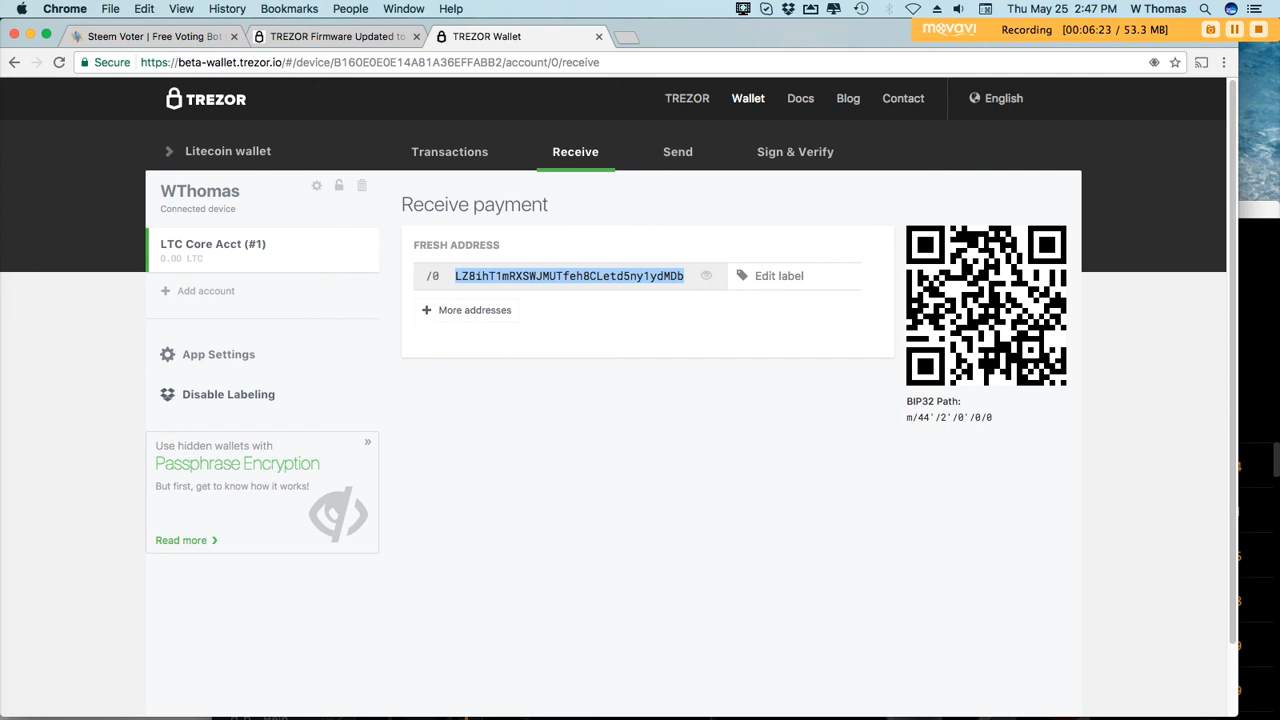 Chrome File Edit View History Bookmarks People Window Help Thu May 25 2:47 PM W Thomas
movavi Recording [00:06:23 / 53.3 MB]
Steem Voter | Free Voting Bot TREZOR Firmware Updated to TREZOR Wallet
Secure https://beta-wallet.trezor.io/#/device/B160E0E0E14A81A36EFFABB2/account/0/receive
TREZOR TREZOR Wallet Docs Blog Contact English
Litecoin wallet Transactions Receive Send Sign & Verify
WThomas
Connected device
LTC Core Acct (#1)
0.00 LTC
Add account
App Settings
Disable Labeling
Use hidden wallets with
Passphrase Encryption
But first, get to know how it works!
Read more
Receive payment
FRESH ADDRESS
/0 LZBihT1mRXSWJMUTfeh8CLetd5ny1ydMDb Edit label
More addresses
BIP32 Path:
m/44'/2'/0'/0/0